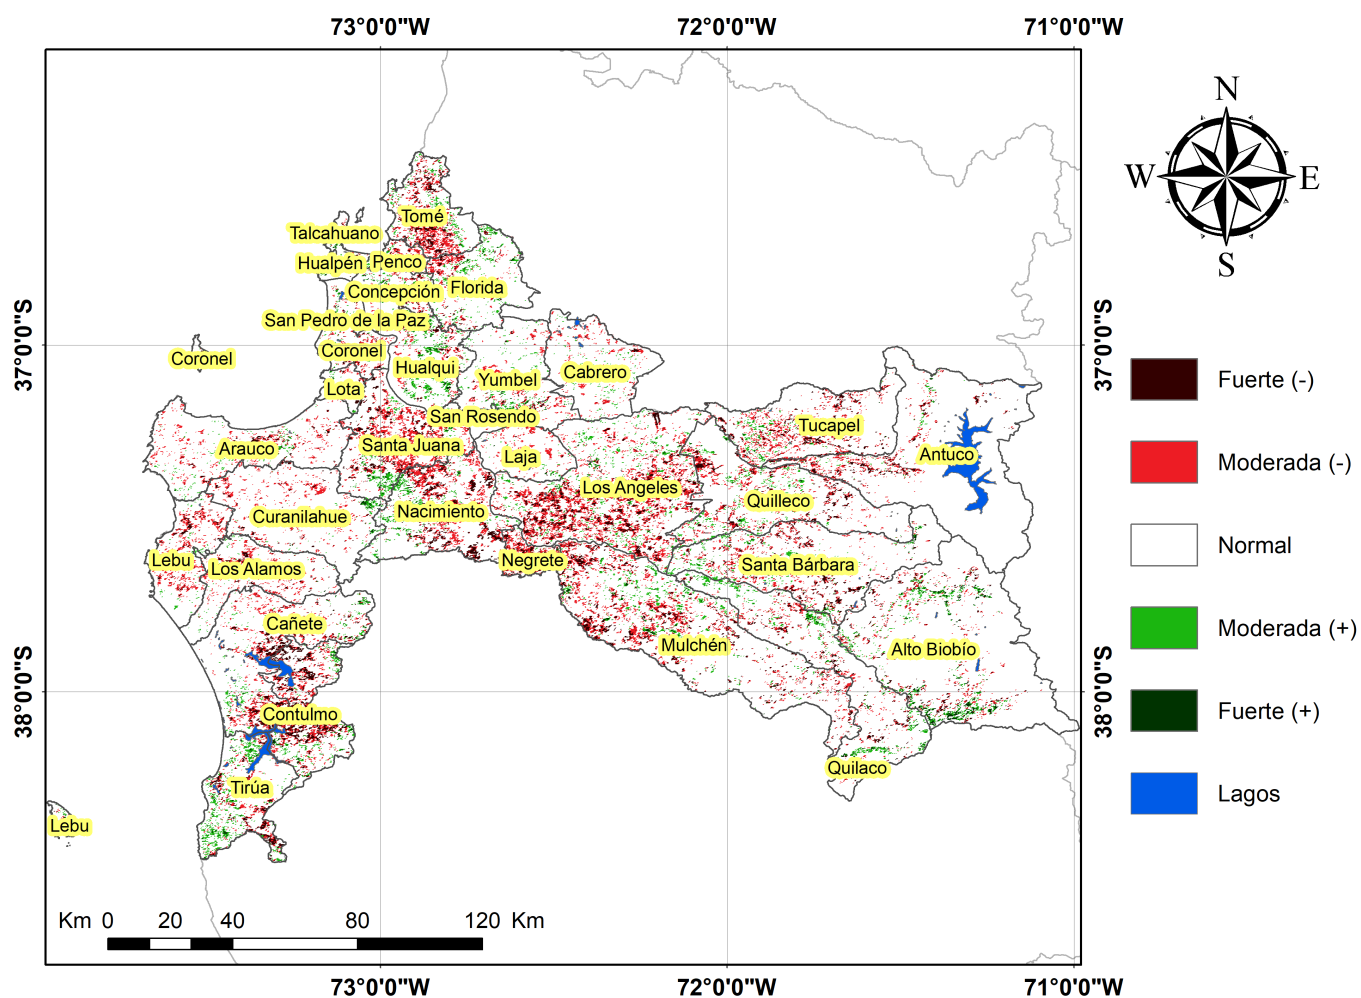 73°0'0"W
72°0'0"W
71°0'0"W
N
W
E
S
Tomé
Talcahuano
Hualpén
Penco
Concepción
Florida
San Pedro de la Paz
37°0'0"S
37°0'0"S
Coronel
Coronel
Hualqui
Yumbel
Cabrero
Lota
San Rosendo
Tucapel
Arauco
Santa Juana
Laja
Antuco
Los Angeles
Quilleco
Curanilahue
Nacimiento
Lebu
Los Alamos
Negrete
Santa Bárbara
Cañete
Mulchén
Alto Biobío
38°0'0"S
38°0'0"S
Contulmo
Quilaco
Tirúa
Lebu
Fuerte (-)
Moderada (-)
Normal
Moderada (+)
Fuerte (+)
Lagos
Km 0 20 40 80 120 Km
73°0'0"W
72°0'0"W
71°0'0"W